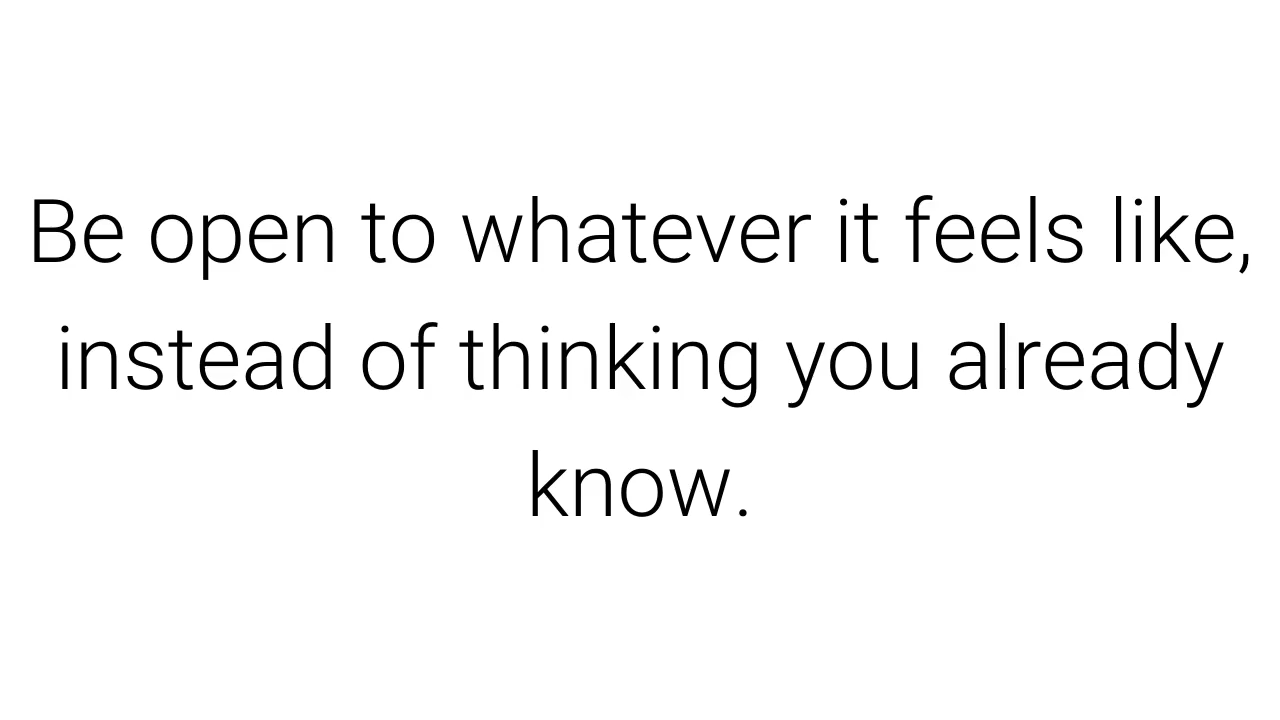 Be open to whatever it feels like,
instead of thinking you already
know.